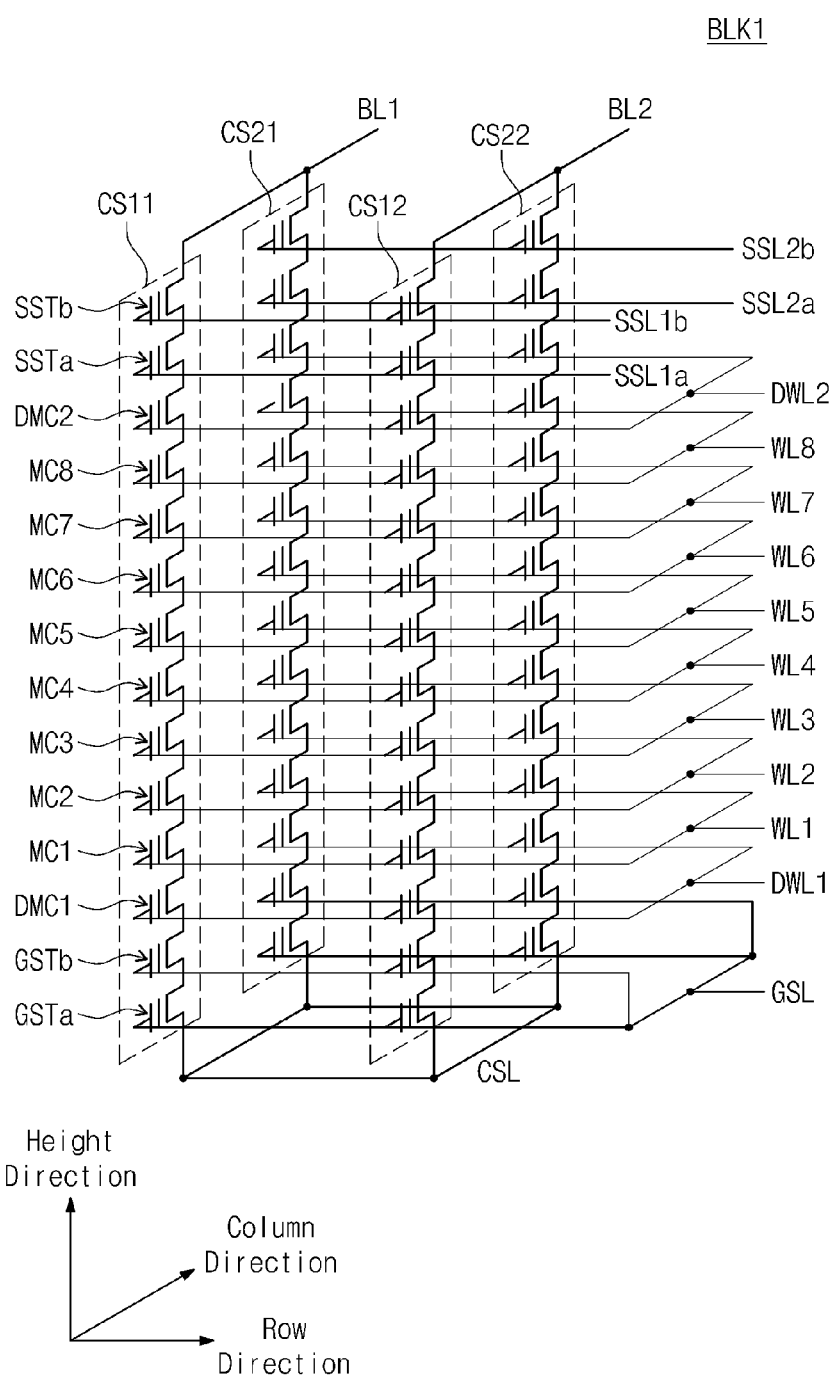 BLK1
BL1
BL2
CS21
CS22
CS11
CS12
SSL2b
SSTb
SSL2a
SSL1b
SSTa
SSL1a
DMC2
DWL2
MC8
WL8
MC7
WL7
MC6
WL6
MC5
WL5
MC4
WL4
MC3
WL3
MC2
WL2
MC1
WL1
DMC1
DWL1
GSTb
GSL
GSTa
CSL
Height
Direction
Column
Direction
Row
Direction